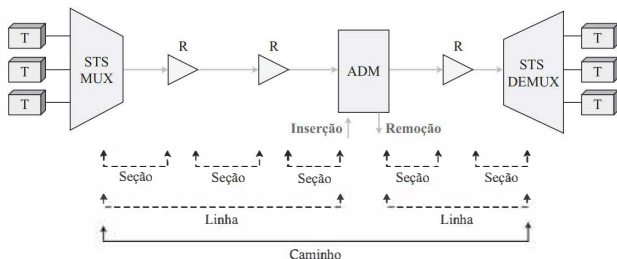 R R
T STS MUX ADM R STS DEMUX T
T T
T T
Inserção Remoção
Seção Seção Seção Seção Seção
Linha Linha
Caminho